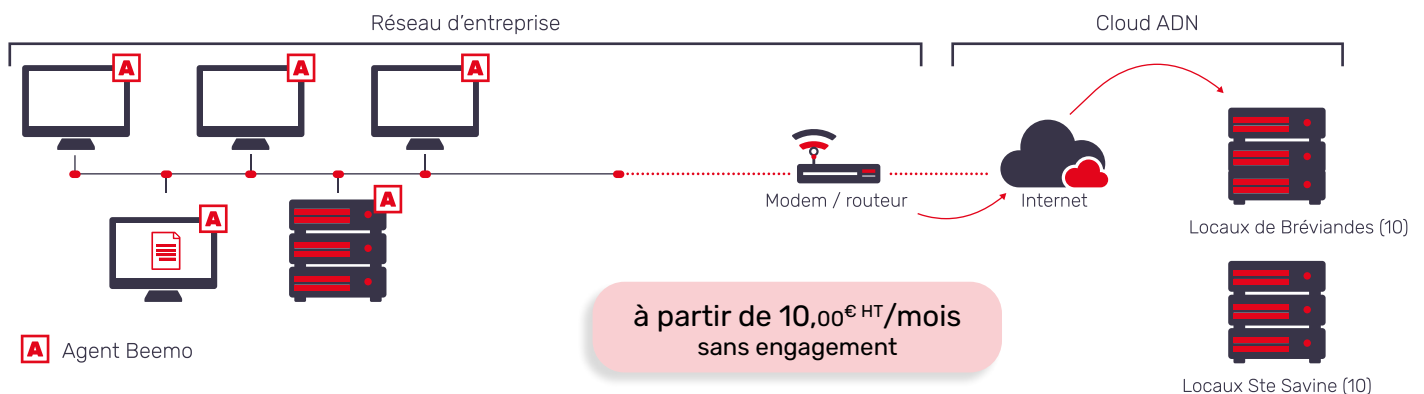 Réseau d'entreprise
Cloud ADN
A
A
A
A
A
Modem / routeur
Internet
Locaux de Bréviandes (10)
à partir de 10,00€ HT/mois
sans engagement
A Agent Beemo
Locaux Ste Savine (10)